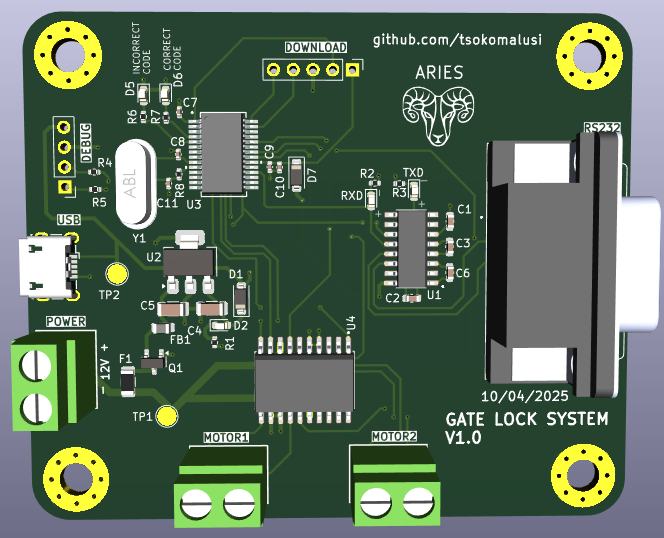 INCORRECT
CODE
CORRECT
CODE
D5
D6
DOWNLOAD
github.com/tsokomalusi
ARIES
R6
R7
C7
DEBUG
R4
R5
ABL
Y1
C8
R8
C11
U3
C9
C10
D7
R2
R3
TXD
RXD
RS232
C1
C3
C6
C2
U1
USB
TP2
U2
D1
C5
C4
D2
FB1
R1
U4
POWER
+
12V
-
F1
Q1
TP1
10/04/2025
GATE LOCK SYSTEM
V1.0
MOTOR1
MOTOR2